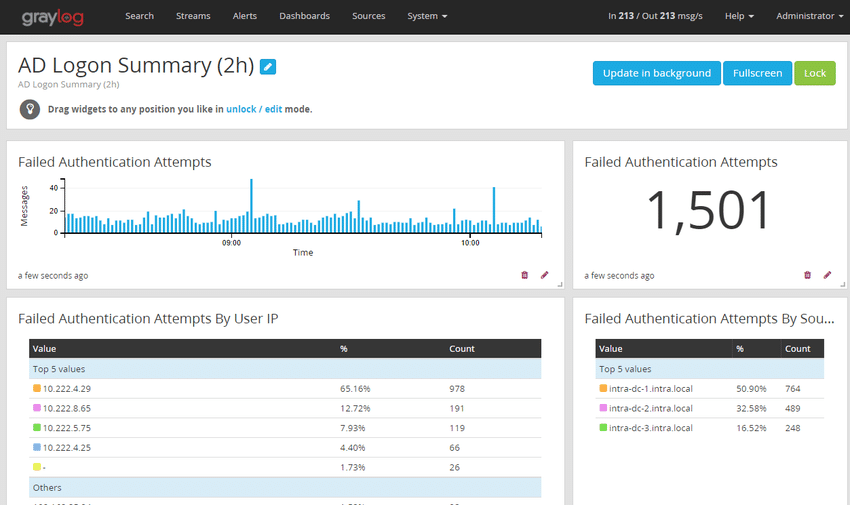 graylog Search Streams Alerts Dashboards Sources System In 213 / Out 213 msg/s Help Administrator
AD Logon Summary (2h)
AD Logon Summary (2h)
Update in background Fullscreen Lock
Drag widgets to any position you like in unlock / edit mode.
Failed Authentication Attempts
Messages
40
20
0
09:00 10:00
Time
a few seconds ago
Failed Authentication Attempts
1,501
a few seconds ago
Failed Authentication Attempts By User IP
Value % Count
Top 5 values
10.222.4.29 65.16% 978
10.222.8.65 12.72% 191
10.222.5.75 7.93% 119
10.222.4.25 4.40% 66
- 1.73% 26
Others
Failed Authentication Attempts By Sou...
Value % Count
Top 5 values
intra-dc-1.intra.local 50.90% 764
intra-dc-2.intra.local 32.58% 489
intra-dc-3.intra.local 16.52% 248